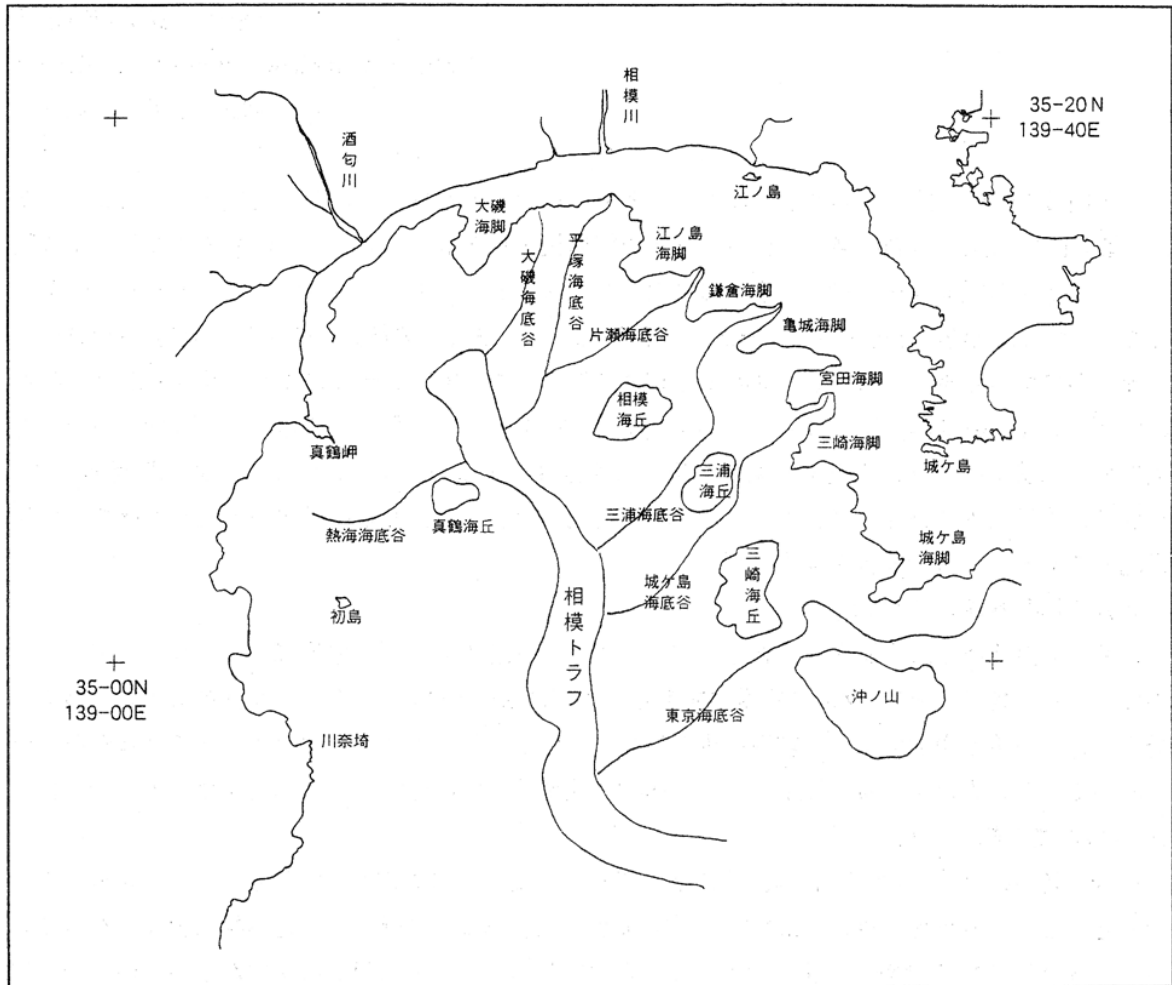 相模川
酒匂川
35-20N
139-40E
江ノ島
大磯
海脚
江ノ島
海脚
平塚海底谷
大磯海底谷
鎌倉海脚
亀城海脚
片瀬海底谷
宮田海脚
相模
海丘
三崎海脚
真鶴岬
城ケ島
三浦
海丘
三浦海底谷
真鶴海丘
熱海海底谷
城ケ島
海脚
三崎海丘
城ケ島
海底谷
相模トラフ
初島
35-00N
139-00E
沖ノ山
東京海底谷
川奈埼